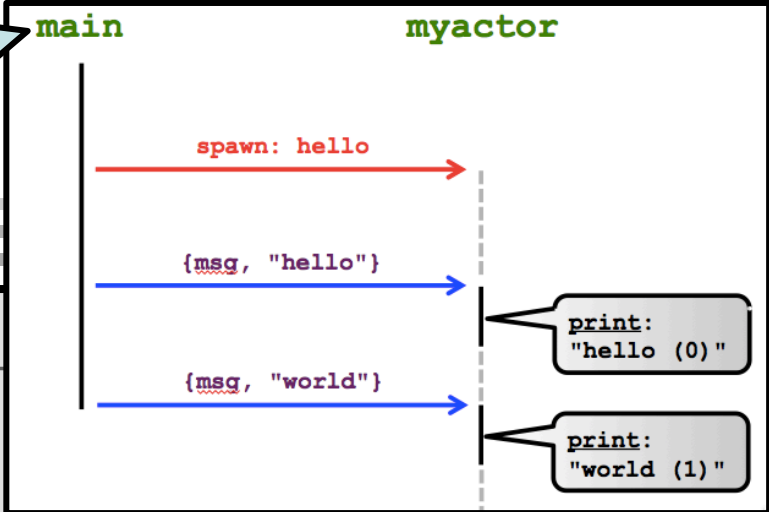 main
myactor
spawn: hello
{msg, "hello"}
print:
"hello (0)"
{msg, "world"}
print:
"world (1)"